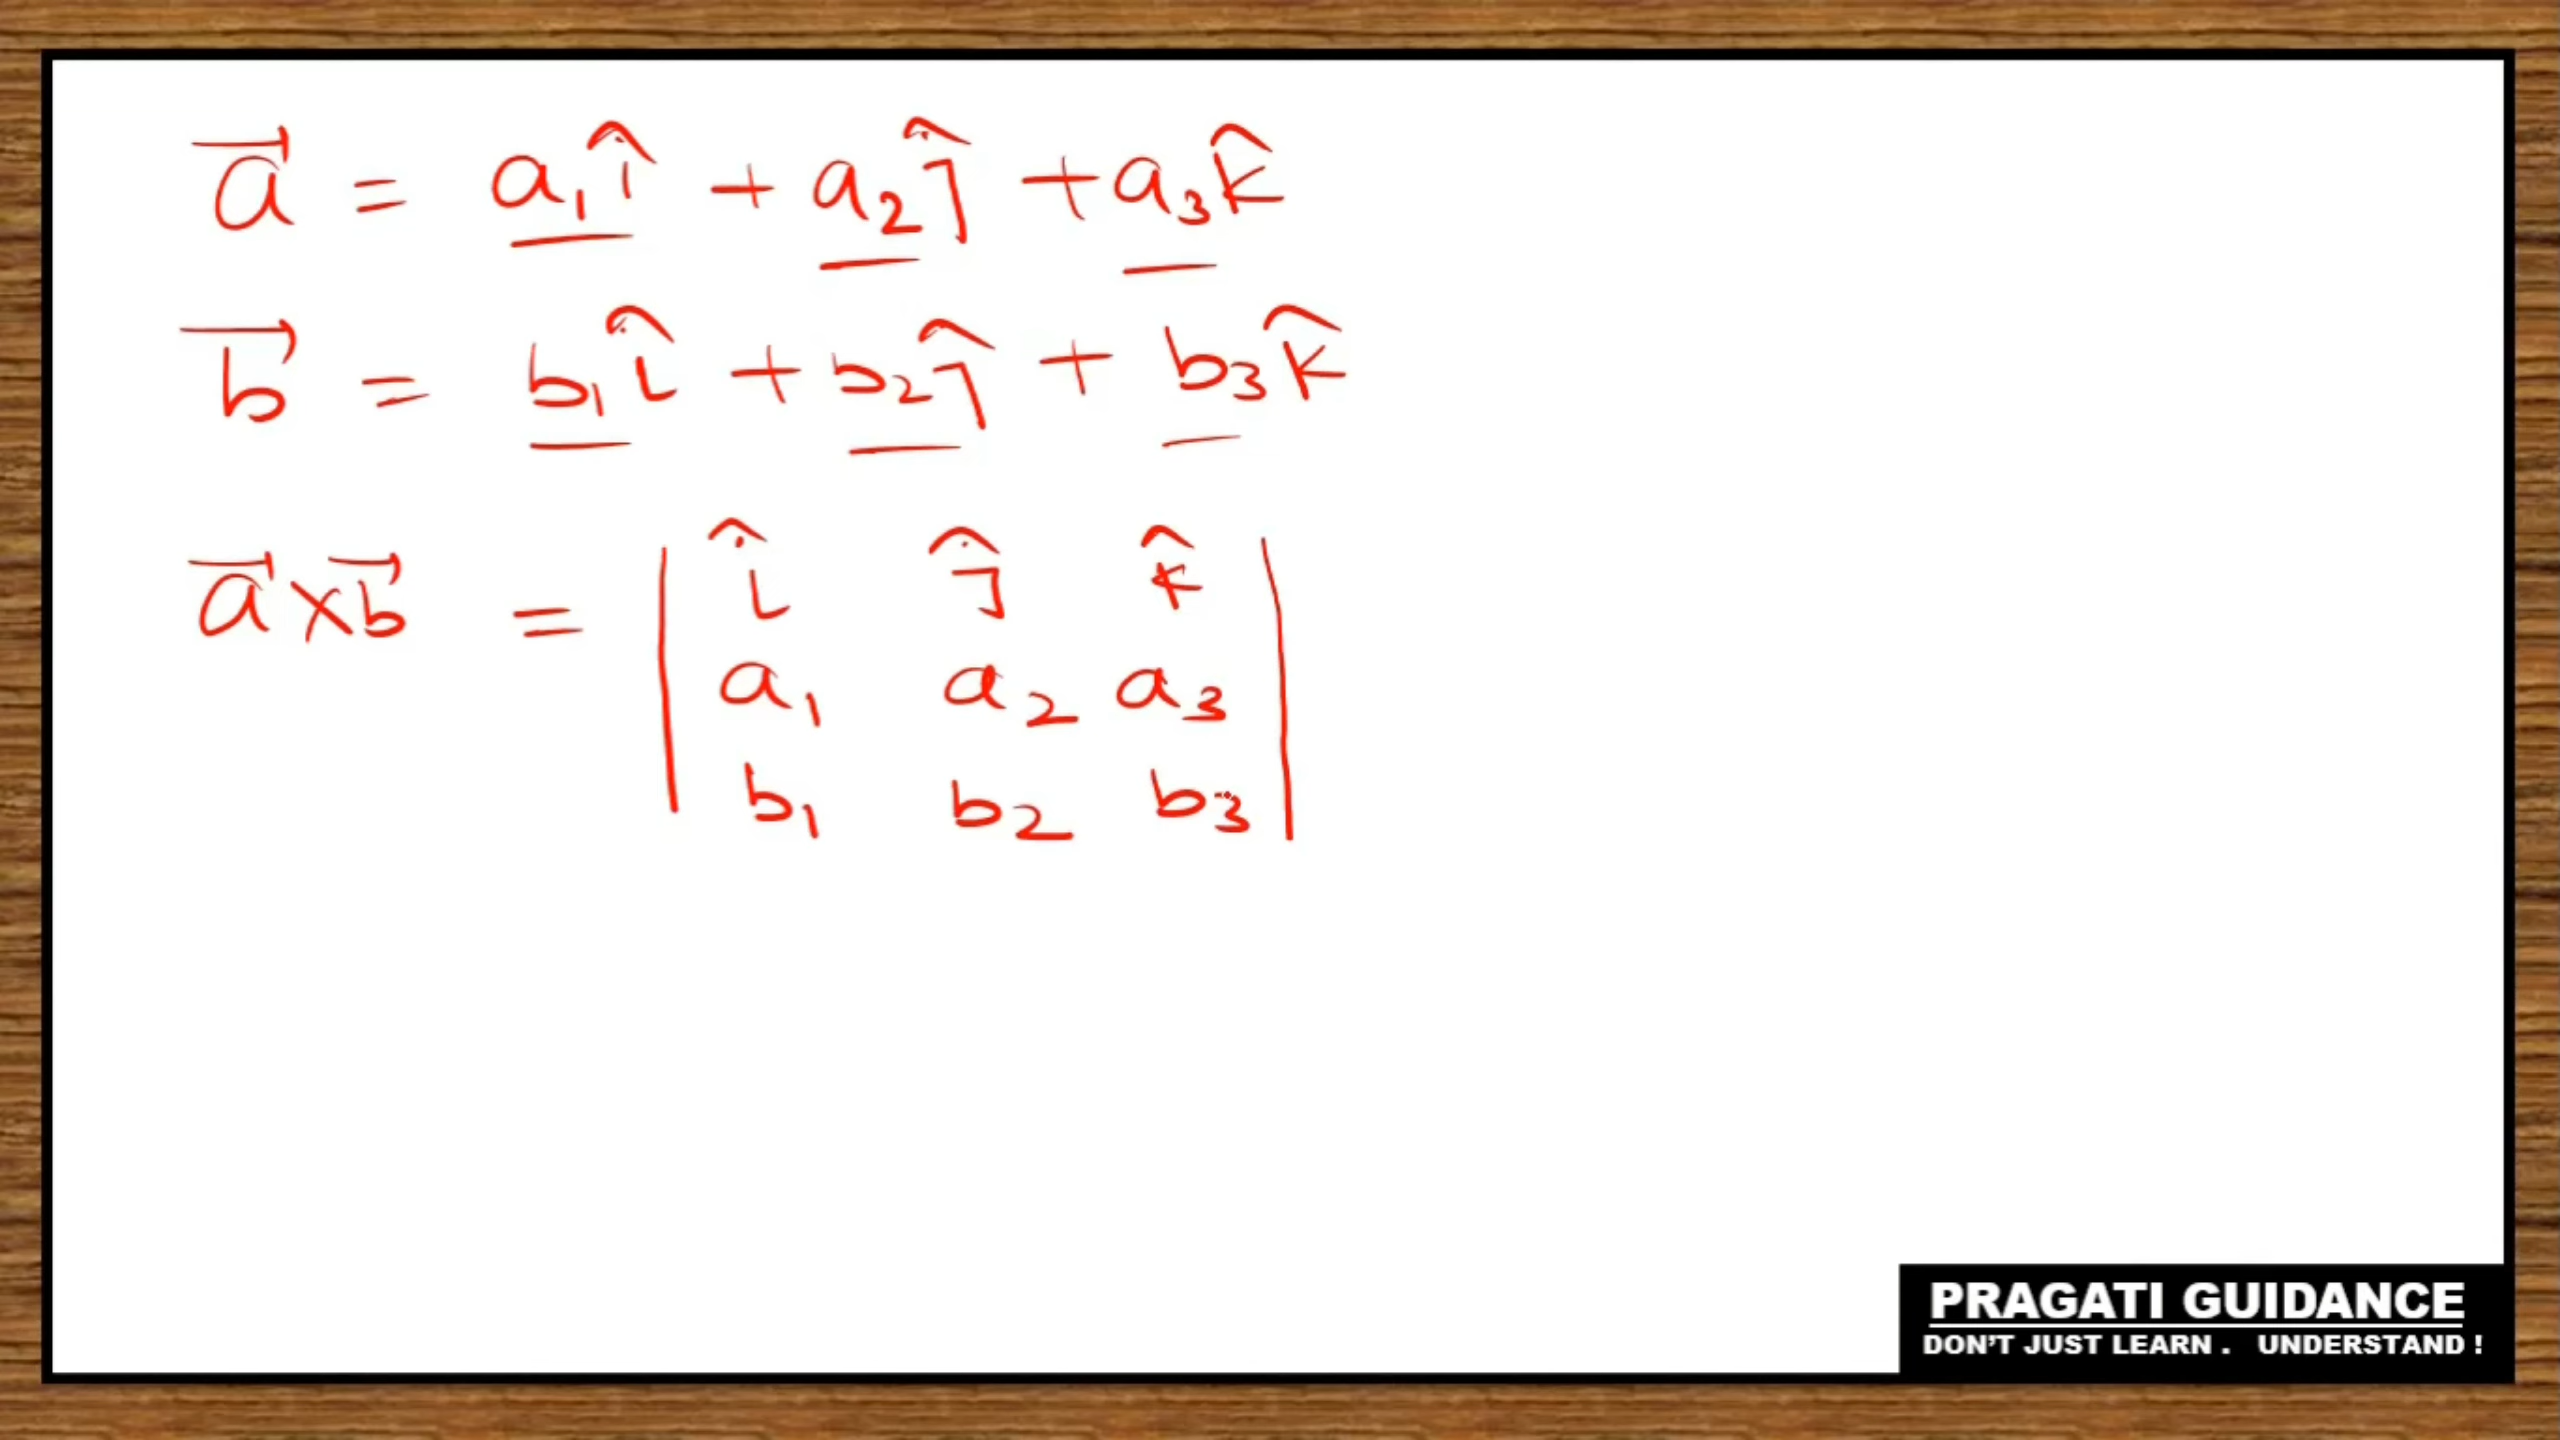 a⃗ = a₁î + a₂ĵ + a₃k̂
b⃗ = b₁î + b₂ĵ + b₃k̂
a⃗ × b⃗ = | î ĵ k̂ |
| a₁ a₂ a₃ |
| b₁ b₂ b₃ |
PRAGATI GUIDANCE
DON'T JUST LEARN . UNDERSTAND !